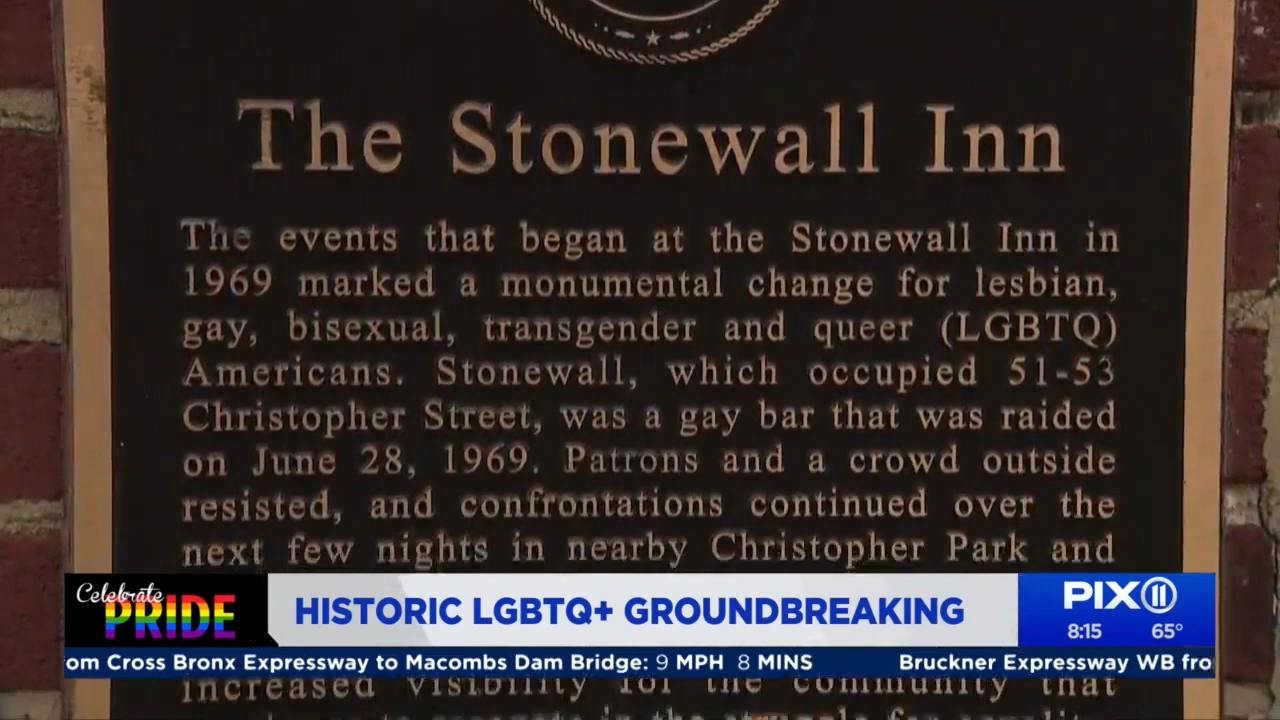 The Stonewall Inn
The events that began at the Stonewall Inn in
1969 marked a monumental change for lesbian,
gay, bisexual, transgender and queer (LGBTQ)
Americans. Stonewall, which occupied 51-53
Christopher Street, was a gay bar that was raided
on June 28, 1969. Patrons and a crowd outside
resisted, and confrontations continued over the
next few nights in nearby Christopher Park and
Celebrate
PRIDE
HISTORIC LGBTQ+ GROUNDBREAKING
PIX11
8:15 65°
om Cross Bronx Expressway to Macombs Dam Bridge: 9 MPH 8 MINS Bruckner Expressway WB fro
increased visibility for the community that